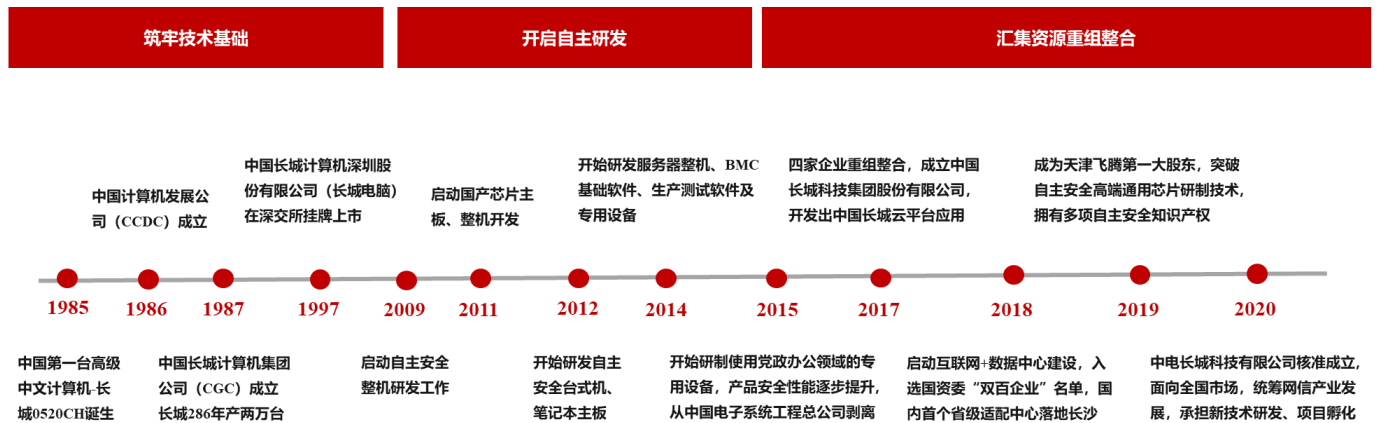 筑牢技术基础
开启自主研发
汇集资源重组整合
中国计算机发展公
司（CCDC）成立
中国长城计算机深圳股
份有限公司（长城电脑）
在深交所挂牌上市
启动国产芯片主
板、整机开发
开始研发服务器整机、BMC
基础软件、生产测试软件及
专用设备
四家企业重组整合，成立中国
长城科技集团股份有限公司，
开发出中国长城云平台应用
成为天津飞腾第一大股东，突破
自主安全高端通用芯片研制技术，
拥有多项自主安全知识产权
1985
1986
1987
1997
2009
2011
2012
2014
2015
2017
2018
2019
2020
中国第一台高级
中文计算机-长
城0520CH诞生
中国长城计算机集团
公司（CGC）成立
长城286年产两万台
启动自主安全
整机研发工作
开始研发自主
安全台式机、
笔记本主板
开始研制使用党政办公领域的专
用设备，产品安全性能逐步提升，
从中国电子系统工程总公司剥离
启动互联网+数据中心建设，入
选国资委“双百企业”名单，国
内首个省级适配中心落地长沙
中电长城科技有限公司核准成立，
面向全国市场，统筹网信产业发
展，承担新技术研发、项目孵化